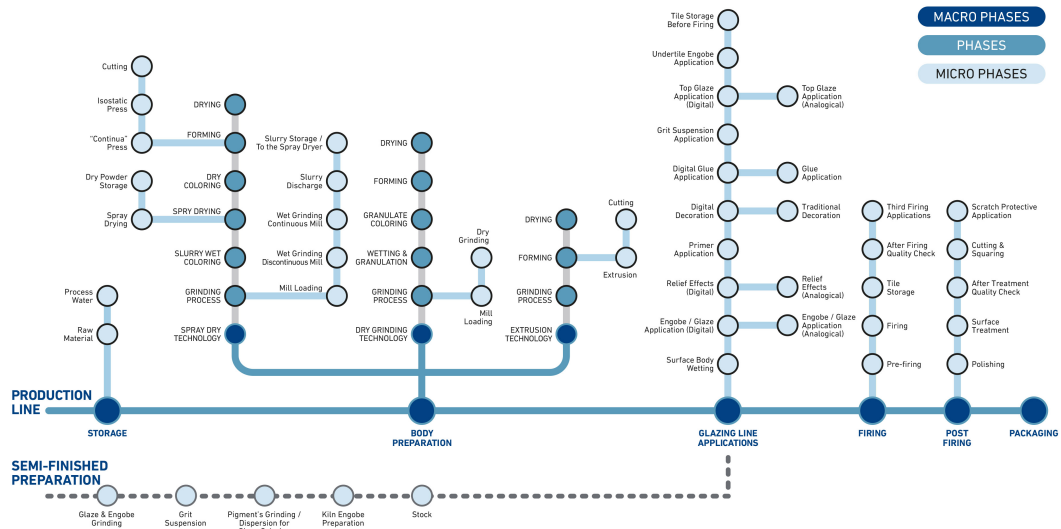 MACRO PHASES
PHASES
MICRO PHASES
Cutting
Isostatic
Press
"Continua"
Press
Dry Powder
Storage
Spray
Drying
Process
Water
Raw
Material
DRYING
FORMING
DRY
COLORING
SPRY DRYING
SLURRY WET
COLORING
GRINDING
PROCESS
SPRAY DRY
TECHNOLOGY
Slurry Storage /
To the Spray Dryer
Slurry
Discharge
Wet Grinding
Continuous Mill
Wet Grinding
Discontinuous Mill
Mill Loading
DRYING
FORMING
GRANULATE
COLORING
WETTING &
GRANULATION
GRINDING
PROCESS
DRY GRINDING
TECHNOLOGY
Dry
Grinding
Mill
Loading
DRYING
FORMING
GRINDING
PROCESS
EXTRUSION
TECHNOLOGY
Cutting
Extrusion
Tile Storage
Before Firing
Undertile Engobe
Application
Top Glaze
Application
(Digital)
Top Glaze
Application
(Analogical)
Grit Suspension
Application
Digital Glue
Application
Glue
Application
Digital
Decoration
Traditional
Decoration
Primer
Application
Relief Effects
(Digital)
Relief
Effects
(Analogical)
Engobe / Glaze
Application (Digital)
Engobe / Glaze
Application
(Analogical)
Surface Body
Wetting
Third Firing
Applications
After Firing
Quality Check
Tile
Storage
Firing
Pre-firing
Scratch Protective
Application
Cutting &
Squaring
After Treatment
Quality Check
Surface
Treatment
Polishing
PRODUCTION
LINE
STORAGE
BODY
PREPARATION
GLAZING LINE
APPLICATIONS
FIRING
POST
FIRING
PACKAGING
SEMI-FINISHED
PREPARATION
Glaze & Engobe
Grinding
Grit
Suspension
Pigment's Grinding /
Dispersion for
Kiln Engobe
Preparation
Stock